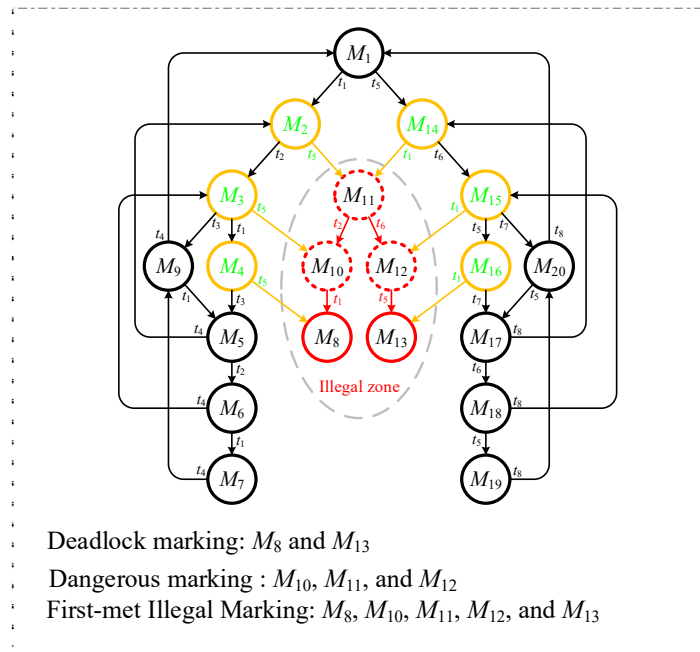 M1
t1 t5
M2 M14
t2 t5 t1 t6
M11
M3 M15
t3 t1 t5 t2 t6 t1 t5 t7
t4 t8
M9 M4 M10 M12 M16 M20
t1 t3 t5 t1 t5 t1 t7 t5
M5 M8 M13 M17
t4 t2 t6 t8
Illegal zone
M6 M18
t4 t1 t5 t8
M7 M19
t4 t8
Deadlock marking: M8 and M13
Dangerous marking : M10, M11, and M12
First-met Illegal Marking: M8, M10, M11, M12, and M13